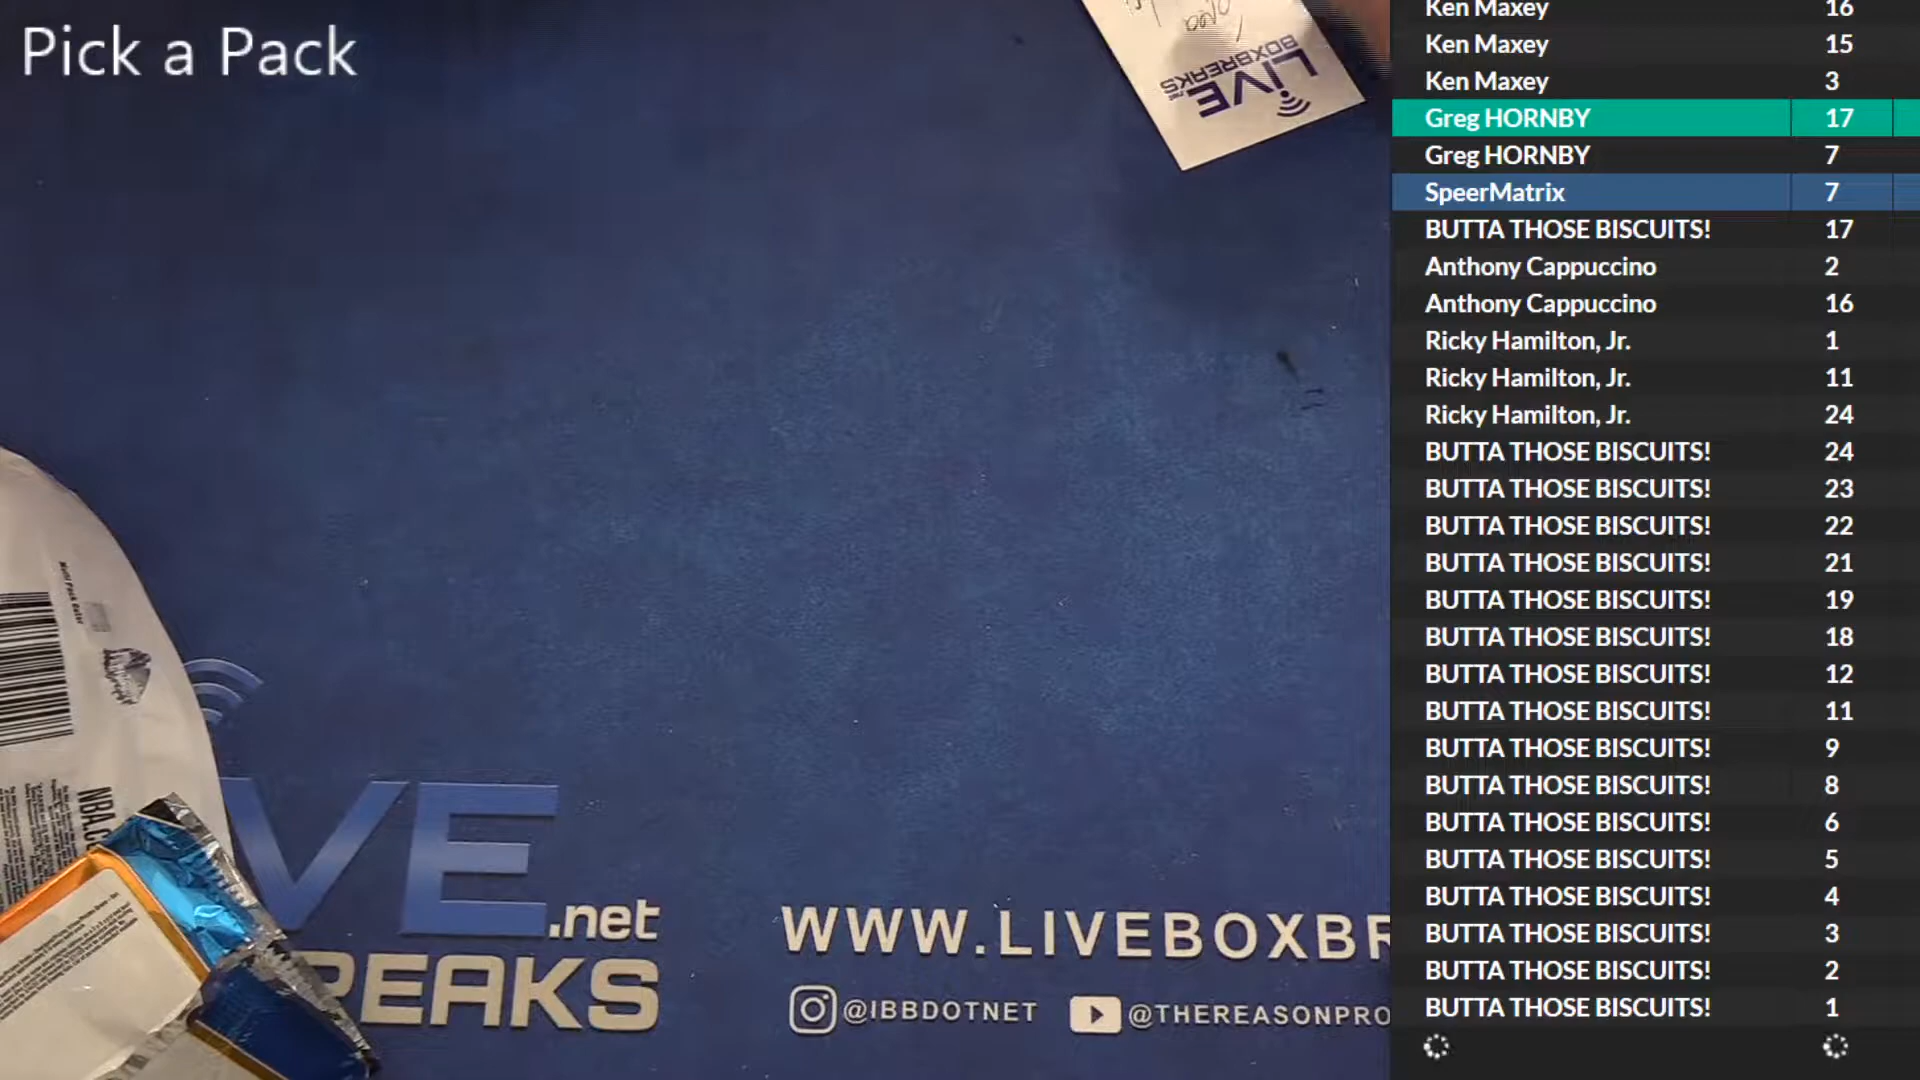 Pick a Pack
LIVE
BOXBREAKS
Ken Maxey 16
Ken Maxey 15
Ken Maxey 3
Greg HORNBY 17
Greg HORNBY 7
SpeerMatrix 7
BUTTA THOSE BISCUITS! 17
Anthony Cappuccino 2
Anthony Cappuccino 16
Ricky Hamilton, Jr. 1
Ricky Hamilton, Jr. 11
Ricky Hamilton, Jr. 24
BUTTA THOSE BISCUITS! 24
BUTTA THOSE BISCUITS! 23
BUTTA THOSE BISCUITS! 22
BUTTA THOSE BISCUITS! 21
BUTTA THOSE BISCUITS! 19
BUTTA THOSE BISCUITS! 18
BUTTA THOSE BISCUITS! 12
BUTTA THOSE BISCUITS! 11
BUTTA THOSE BISCUITS! 9
BUTTA THOSE BISCUITS! 8
BUTTA THOSE BISCUITS! 6
BUTTA THOSE BISCUITS! 5
BUTTA THOSE BISCUITS! 4
BUTTA THOSE BISCUITS! 3
BUTTA THOSE BISCUITS! 2
BUTTA THOSE BISCUITS! 1
NBA.C
VE.net
REAKS
WWW.LIVEBOXBR
@IBBDOTNET @THEREASONPRO